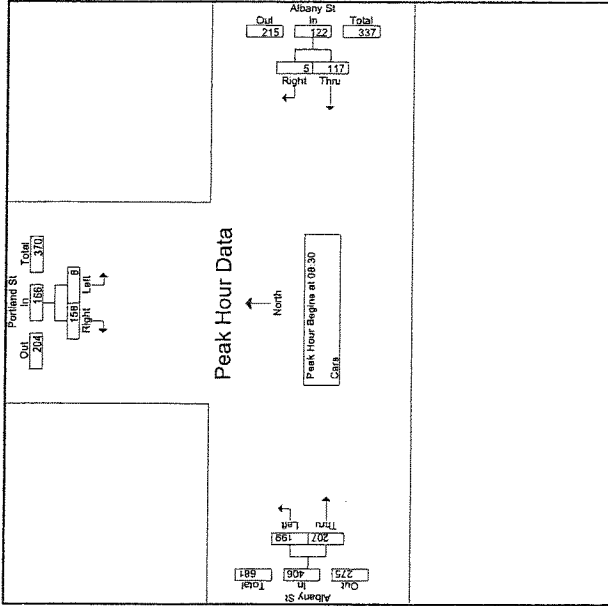 Albany St
Out In Total
215 122 337
5 117
Right Thru
Portland St
Out In Total
204 166 370
158 8
Right Left
Peak Hour Data
North
Peak Hour Begins at 08:30
Cars
Left Thru
199 207
Albany St
Out In Total
275 406 681